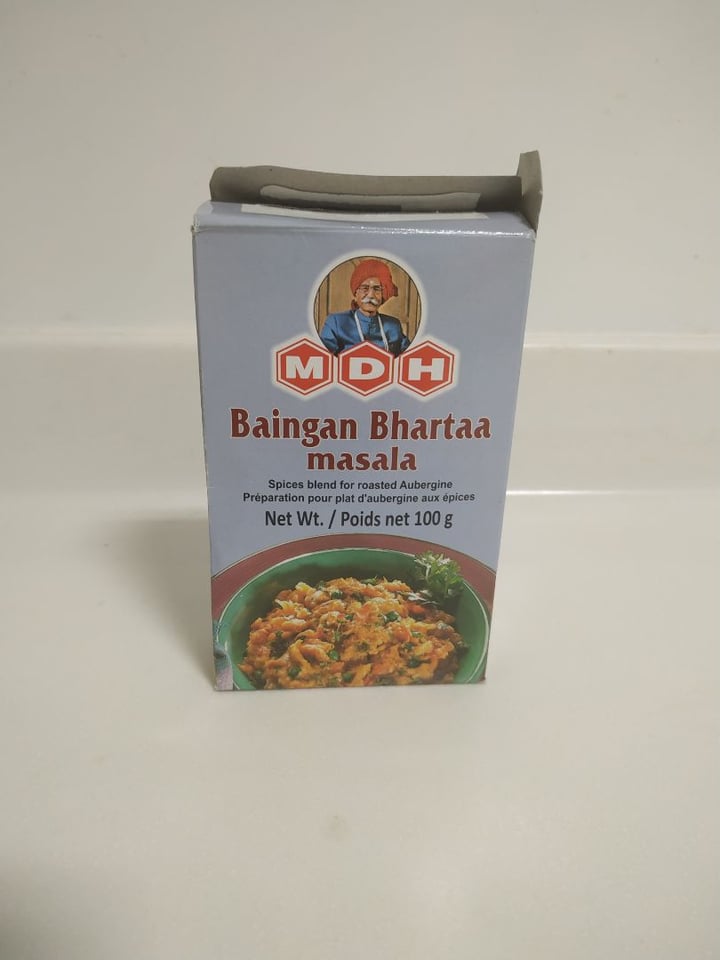 MDH
Baingan Bhartaa
masala
Spices blend for roasted Aubergine
Préparation pour plat d'aubergine aux épices
Net Wt. / Poids net 100 g